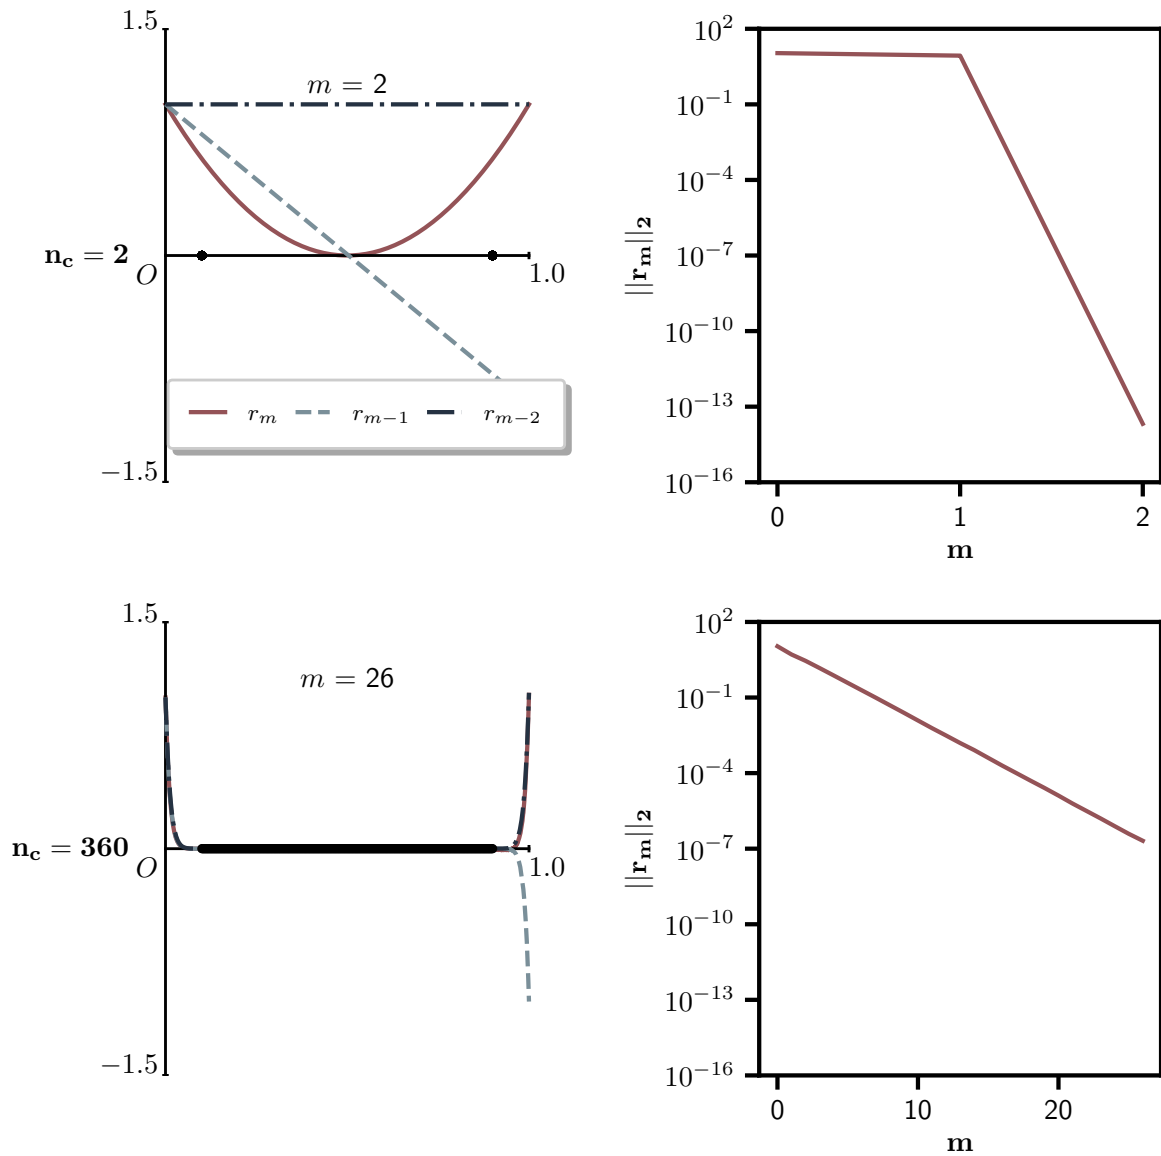 1.5
m = 2
n_c = 2
O
1.0
r_m r_{m−1} r_{m−2}
−1.5
10^2
10^{−1}
10^{−4}
10^{−7}
10^{−10}
10^{−13}
10^{−16}
||r_m||_2
0 1 2
m
1.5
m = 26
n_c = 360
O
1.0
−1.5
10^2
10^{−1}
10^{−4}
10^{−7}
10^{−10}
10^{−13}
10^{−16}
||r_m||_2
0 10 20
m